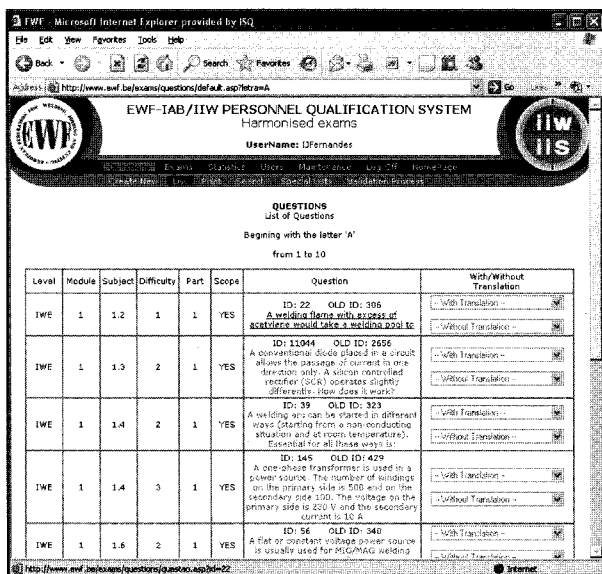 EWF - Microsoft Internet Explorer provided by ISQ
File Edit View Favorites Tools Help
Back Search Favorites
Address http://www.ewf.be/exams/questions/default.asp?letra=A Go Links
EWF-IAB/IIW PERSONNEL QUALIFICATION SYSTEM
Harmonised exams
EWF
iiw
iis
UserName: IJFernandes
Exams Statistics Users Maintenance Log Off HomePage
Create New List Print Search Special Lists Validation Process
QUESTIONS
List of Questions
Begining with the letter 'A'
from 1 to 10
Level Module Subject Difficulty Part Scope Question With/Without Translation
IWE 1 1.2 1 1 YES
ID: 22 OLD ID: 306
A welding flame with excess of
acetylene would take a welding pool to
-- With Translation --
-- Without Translation --
IWE 1 1.3 2 1 YES
ID: 11044 OLD ID: 2656
A conventional diode placed in a circuit
allows the passage of current in one
direction only. A silicon controlled
rectifier (SCR) operates slightly
differently. How does it work?
-- With Translation --
-- Without Translation --
IWE 1 1.4 2 1 YES
ID: 39 OLD ID: 323
A welding arc can be started in different
ways (starting from a non-conducting
situation and at room temperature).
Essential for all these ways is:
-- With Translation --
-- Without Translation --
IWE 1 1.4 3 1 YES
ID: 145 OLD ID: 429
A one-phase transformer is used in a
power source. The number of windings
on the primary side is 500 and on the
secondary side 100. The voltage on the
primary side is 230 V and the secondary
current is 10 A
-- With Translation --
-- Without Translation --
IWE 1 1.6 2 1 YES
ID: 56 OLD ID: 340
A flat or constant voltage power source
is usually used for MIG/MAG welding
-- With Translation --
-- Without Translation --
http://www.ewf.be/exams/questions/questao.asp?id=22 Internet